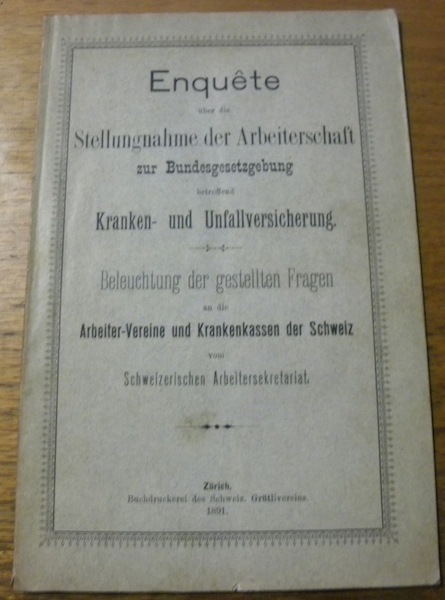 Enquête
über die
Stellungnahme der Arbeiterschaft
zur Bundesgesetzgebung
betreffend
Kranken- und Unfallversicherung.
Beleuchtung der gestellten Fragen
an die
Arbeiter-Vereine und Krankenkassen der Schweiz
vom
Schweizerischen Arbeitersekretariat.
Zürich.
Buchdruckerei des Schweiz. Grütlivereins.
1891.